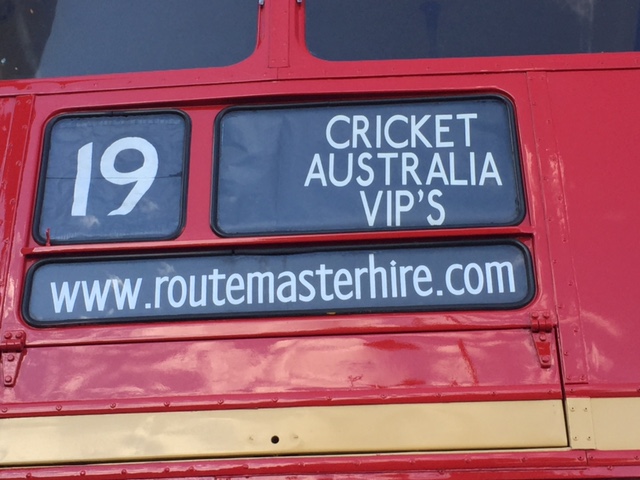 19
CRICKET
AUSTRALIA
VIP'S
www.routemasterhire.com